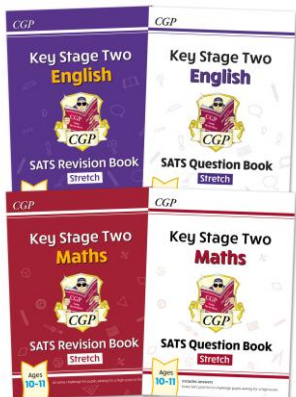 CGP
Key Stage Two
English
CGP
SATS Revision Book
Stretch
CGP
Key Stage Two
English
CGP
SATS Question Book
Stretch
CGP
Key Stage Two
Maths
CGP
SATS Revision Book
Stretch
Ages
10-11
CGP
Key Stage Two
Maths
CGP
SATS Question Book
Stretch
Ages
10-11
Includes answers